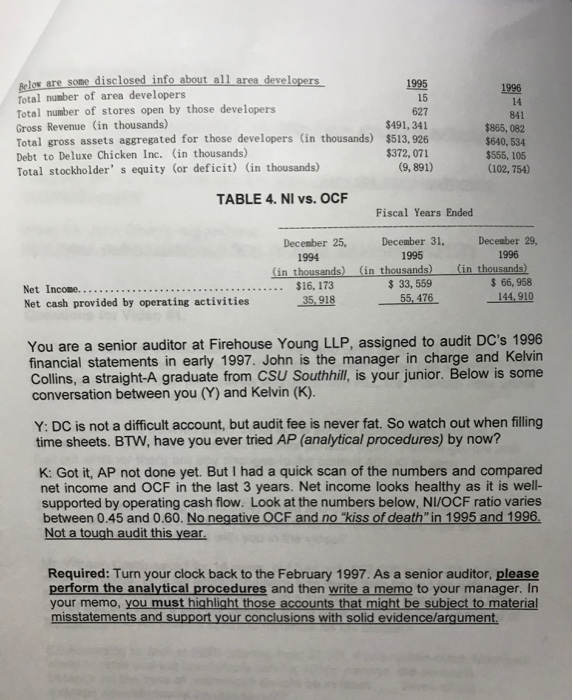 Below are some disclosed info about all area developers 1995 1996
Total number of area developers 15 14
Total number of stores open by those developers 627 841
Gross Revenue (in thousands) $491,341 $865,082
Total gross assets aggregated for those developers (in thousands) $513,926 $640,534
Debt to Deluxe Chicken Inc. (in thousands) $372,071 $555,105
Total stockholder's equity (or deficit) (in thousands) (9,891) (102,754)
TABLE 4. NI vs. OCF
Fiscal Years Ended
December 25, December 31, December 29,
1994 1995 1996
(in thousands) (in thousands) (in thousands)
Net Income.................................. $16,173 $ 33,559 $ 66,958
Net cash provided by operating activities 35,918 55,476 144,910
You are a senior auditor at Firehouse Young LLP, assigned to audit DC's 1996
financial statements in early 1997. John is the manager in charge and Kelvin
Collins, a straight-A graduate from CSU Southhill, is your junior. Below is some
conversation between you (Y) and Kelvin (K).
Y: DC is not a difficult account, but audit fee is never fat. So watch out when filling
time sheets. BTW, have you ever tried AP (analytical procedures) by now?
K: Got it, AP not done yet. But I had a quick scan of the numbers and compared
net income and OCF in the last 3 years. Net income looks healthy as it is well-
supported by operating cash flow. Look at the numbers below, NI/OCF ratio varies
between 0.45 and 0.60. No negative OCF and no "kiss of death" in 1995 and 1996.
Not a tough audit this year.
Required: Turn your clock back to the February 1997. As a senior auditor, please
perform the analytical procedures and then write a memo to your manager. In
your memo, you must highlight those accounts that might be subject to material
misstatements and support your conclusions with solid evidence/argument.